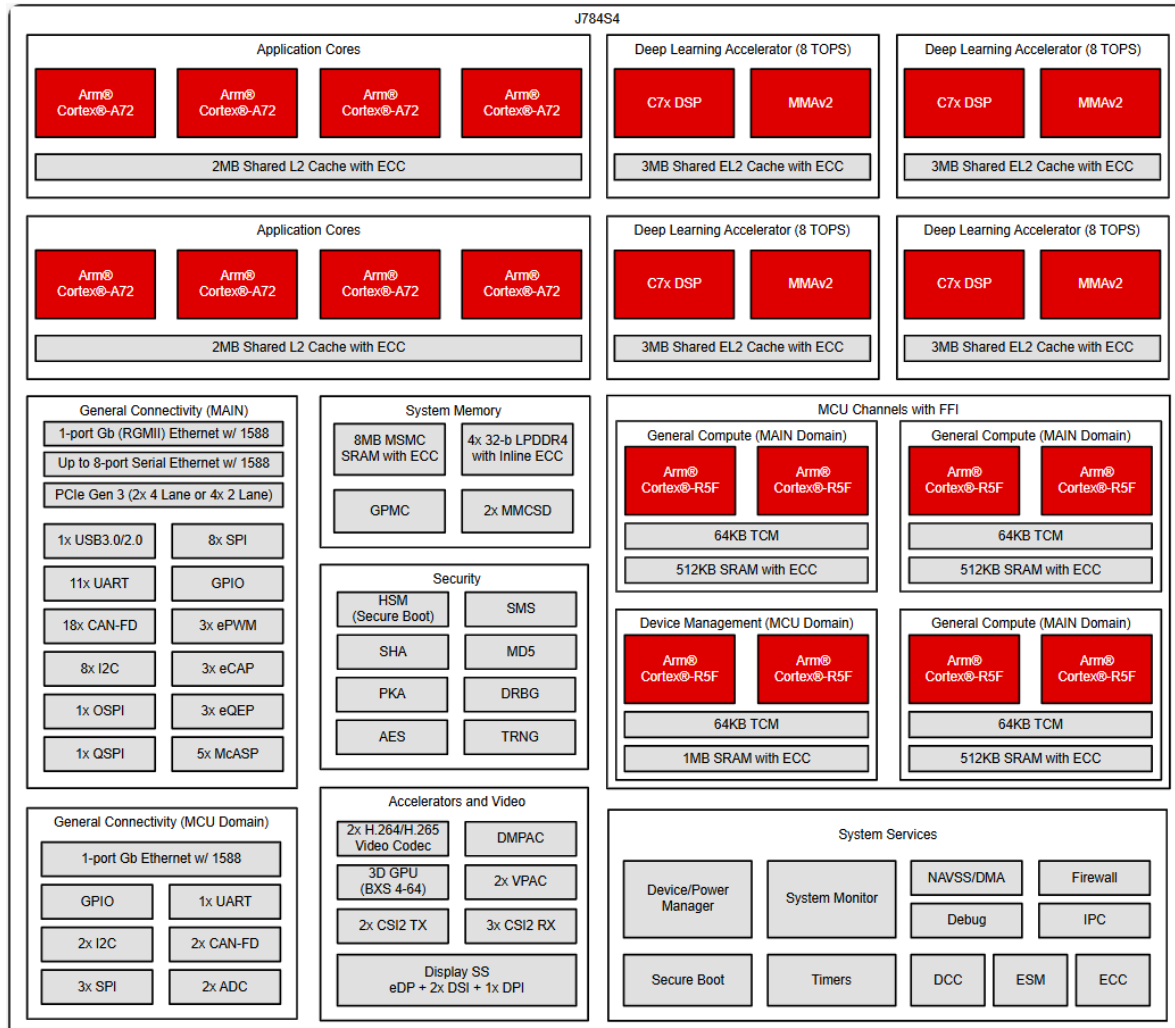 J784S4
Application Cores
Arm®
Cortex®-A72
Arm®
Cortex®-A72
Arm®
Cortex®-A72
Arm®
Cortex®-A72
2MB Shared L2 Cache with ECC
Deep Learning Accelerator (8 TOPS)
C7x DSP
MMAv2
3MB Shared EL2 Cache with ECC
Deep Learning Accelerator (8 TOPS)
C7x DSP
MMAv2
3MB Shared EL2 Cache with ECC
Application Cores
Arm®
Cortex®-A72
Arm®
Cortex®-A72
Arm®
Cortex®-A72
Arm®
Cortex®-A72
2MB Shared L2 Cache with ECC
Deep Learning Accelerator (8 TOPS)
C7x DSP
MMAv2
3MB Shared EL2 Cache with ECC
Deep Learning Accelerator (8 TOPS)
C7x DSP
MMAv2
3MB Shared EL2 Cache with ECC
General Connectivity (MAIN)
1-port Gb (RGMII) Ethernet w/ 1588
Up to 8-port Serial Ethernet w/ 1588
PCIe Gen 3 (2x 4 Lane or 4x 2 Lane)
1x USB3.0/2.0
8x SPI
11x UART
GPIO
18x CAN-FD
3x ePWM
8x I2C
3x eCAP
1x OSPI
3x eQEP
1x QSPI
5x McASP
System Memory
8MB MSMC
SRAM with ECC
4x 32-b LPDDR4
with Inline ECC
GPMC
2x MMCSD
Security
HSM
(Secure Boot)
SMS
SHA
MD5
PKA
DRBG
AES
TRNG
MCU Channels with FFI
General Compute (MAIN Domain)
Arm®
Cortex®-R5F
Arm®
Cortex®-R5F
64KB TCM
512KB SRAM with ECC
General Compute (MAIN Domain)
Arm®
Cortex®-R5F
Arm®
Cortex®-R5F
64KB TCM
512KB SRAM with ECC
Device Management (MCU Domain)
Arm®
Cortex®-R5F
Arm®
Cortex®-R5F
64KB TCM
1MB SRAM with ECC
General Compute (MAIN Domain)
Arm®
Cortex®-R5F
Arm®
Cortex®-R5F
64KB TCM
512KB SRAM with ECC
General Connectivity (MCU Domain)
1-port Gb Ethernet w/ 1588
GPIO
1x UART
2x I2C
2x CAN-FD
3x SPI
2x ADC
Accelerators and Video
2x H.264/H.265
Video Codec
DMPAC
3D GPU
(BXS 4-64)
2x VPAC
2x CSI2 TX
3x CSI2 RX
Display SS
eDP + 2x DSI + 1x DPI
System Services
Device/Power
Manager
System Monitor
NAVSS/DMA
Firewall
Debug
IPC
Secure Boot
Timers
DCC
ESM
ECC